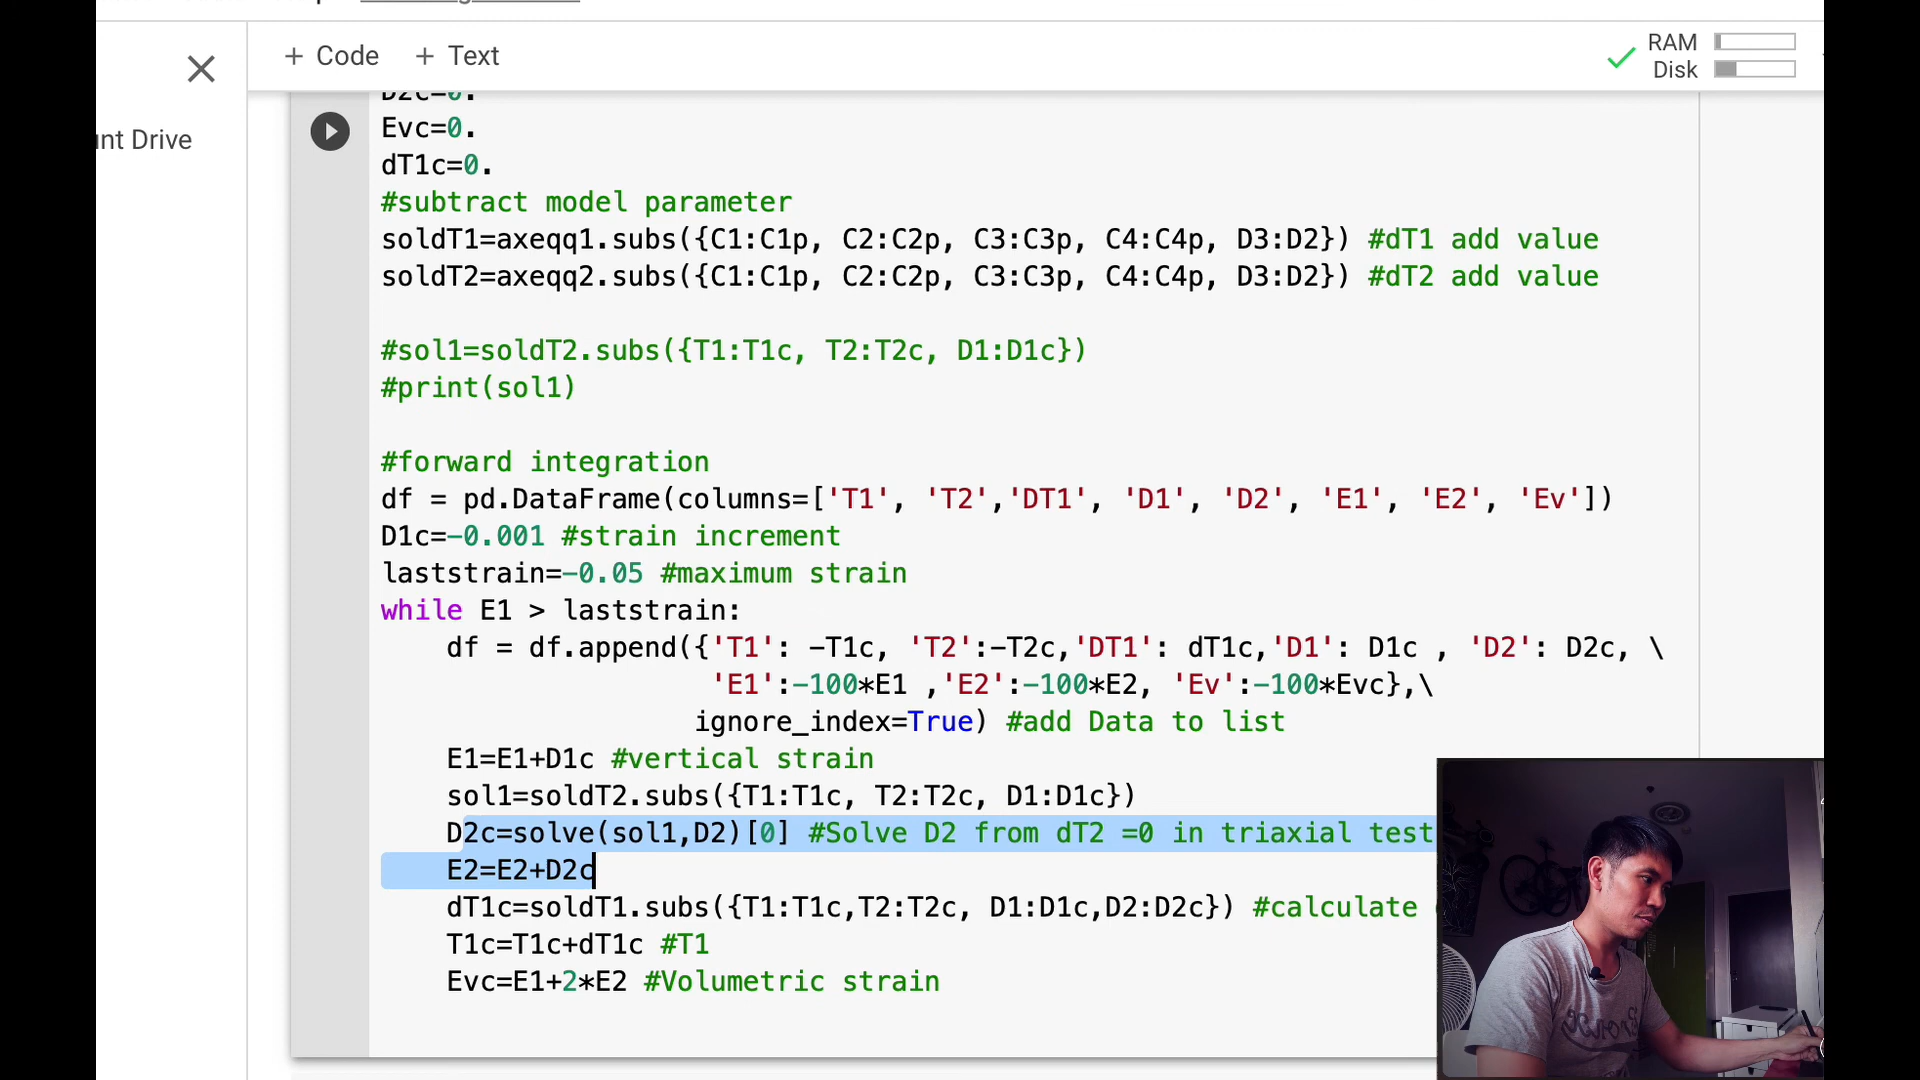 + Code + Text
RAM
Disk
unt Drive
D2c=0.
Evc=0.
dT1c=0.
#subtract model parameter
soldT1=axeqq1.subs({C1:C1p, C2:C2p, C3:C3p, C4:C4p, D3:D2}) #dT1 add value
soldT2=axeqq2.subs({C1:C1p, C2:C2p, C3:C3p, C4:C4p, D3:D2}) #dT2 add value
#sol1=soldT2.subs({T1:T1c, T2:T2c, D1:D1c})
#print(sol1)
#forward integration
df = pd.DataFrame(columns=['T1', 'T2','DT1', 'D1', 'D2', 'E1', 'E2', 'Ev'])
D1c=-0.001 #strain increment
laststrain=-0.05 #maximum strain
while E1 > laststrain:
df = df.append({'T1': -T1c, 'T2':-T2c,'DT1': dT1c,'D1': D1c , 'D2': D2c, \
'E1':-100*E1 ,'E2':-100*E2, 'Ev':-100*Evc},\
ignore_index=True) #add Data to list
E1=E1+D1c #vertical strain
sol1=soldT2.subs({T1:T1c, T2:T2c, D1:D1c})
D2c=solve(sol1,D2)[0] #Solve D2 from dT2 =0 in triaxial test
E2=E2+D2c
dT1c=soldT1.subs({T1:T1c,T2:T2c, D1:D1c,D2:D2c}) #calculate
T1c=T1c+dT1c #T1
Evc=E1+2*E2 #Volumetric strain